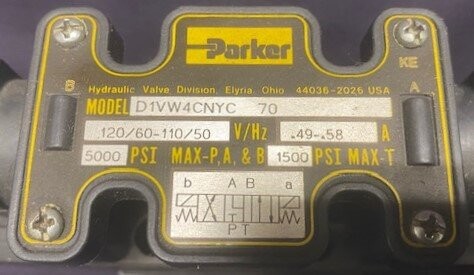 Parker
B
KE
A
Hydraulic Valve Division, Elyria, Ohio 44036-2026 USA
MODEL D1VW4CNYC 70
120/60-110/50 V/Hz .49-.58 A
5000 PSI MAX-P,A, & B 1500 PSI MAX-T
b A B a
P T